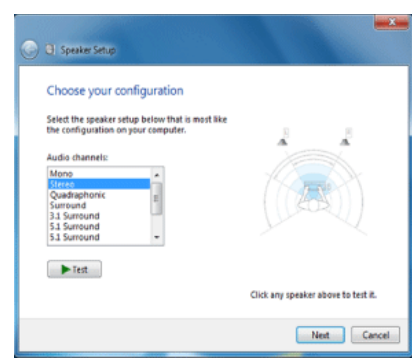 Speaker Setup
Choose your configuration
Select the speaker setup below that is most like
the configuration on your computer.
Audio channels:
Mono
Stereo
Quadraphonic
Surround
3.1 Surround
5.1 Surround
5.1 Surround
Test
Click any speaker above to test it.
Next
Cancel